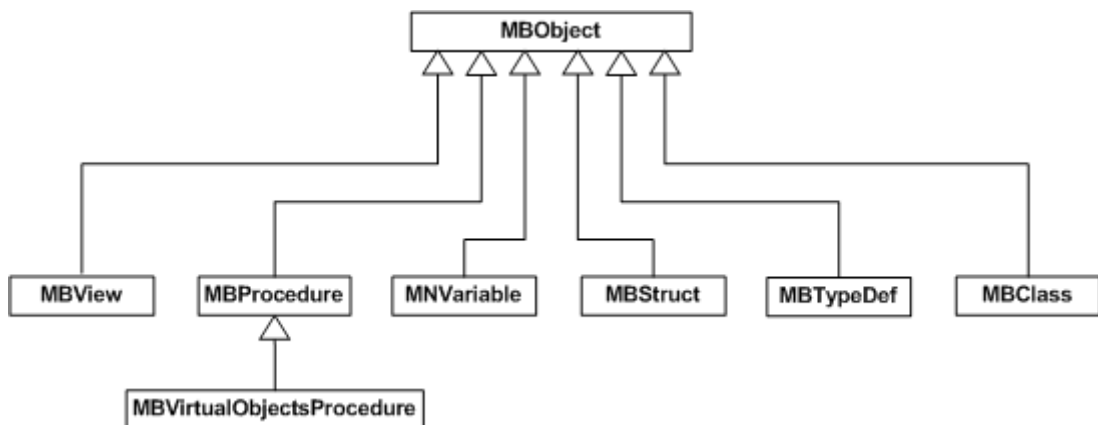 MBObject
MBView
MBProcedure
MNVariable
MBStruct
MBTypeDef
MBClass
MBVirtualObjectsProcedure